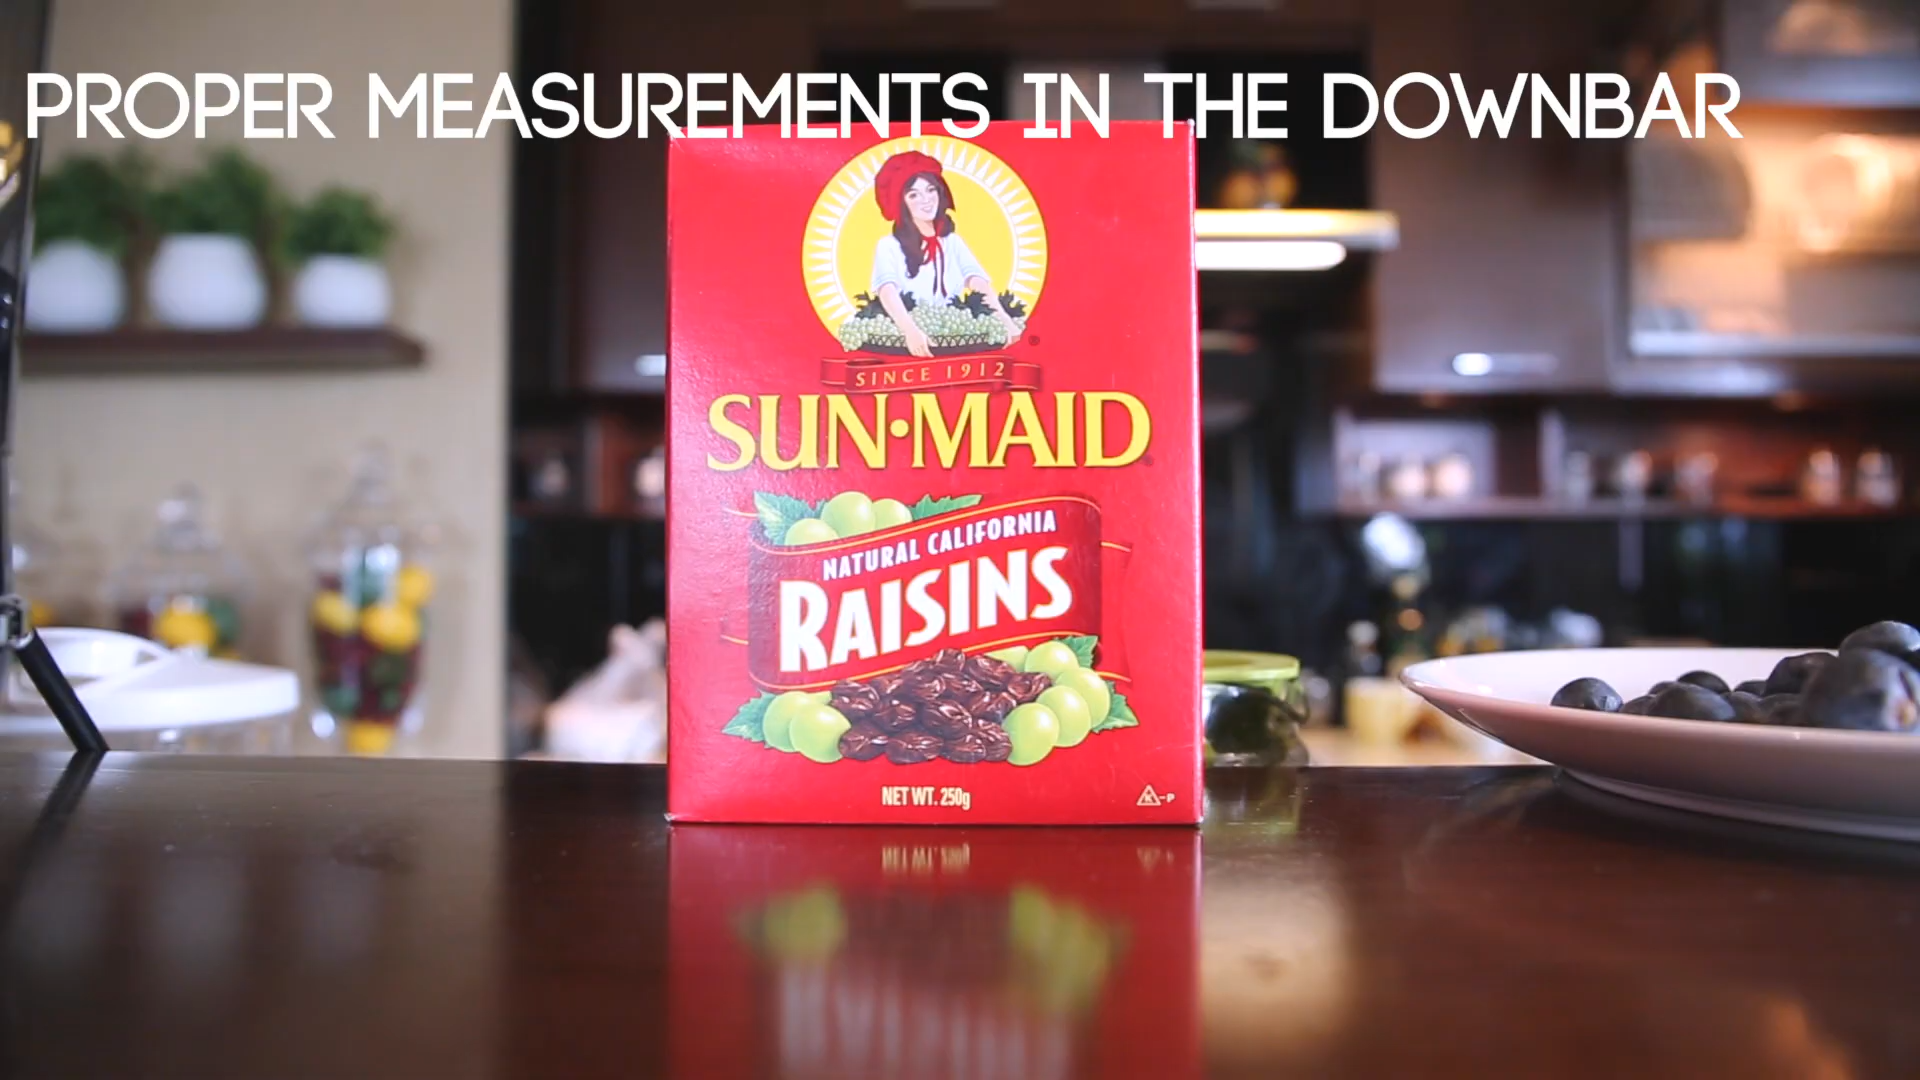 PROPER MEASUREMENTS IN THE DOWNBAR
SINCE 1912
SUN•MAID
NATURAL CALIFORNIA
RAISINS
NET WT. 250g
K-P